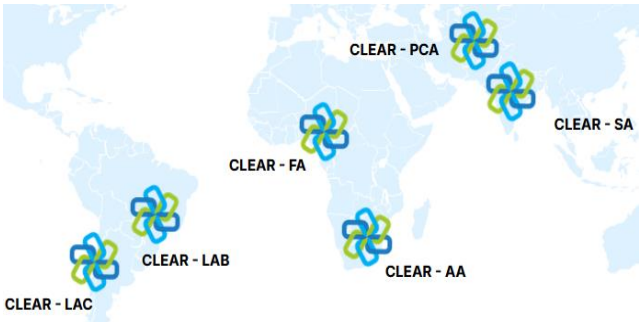 CLEAR - PCA
CLEAR - SA
CLEAR - FA
CLEAR - LAB
CLEAR - AA
CLEAR - LAC